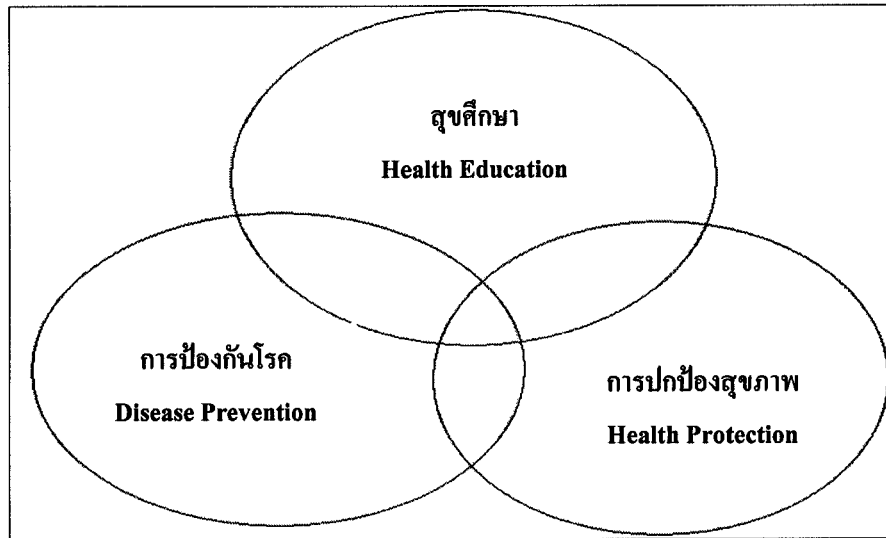 สุขศึกษา
Health Education
การป้องกันโรค
Disease Prevention
การปกป้องสุขภาพ
Health Protection